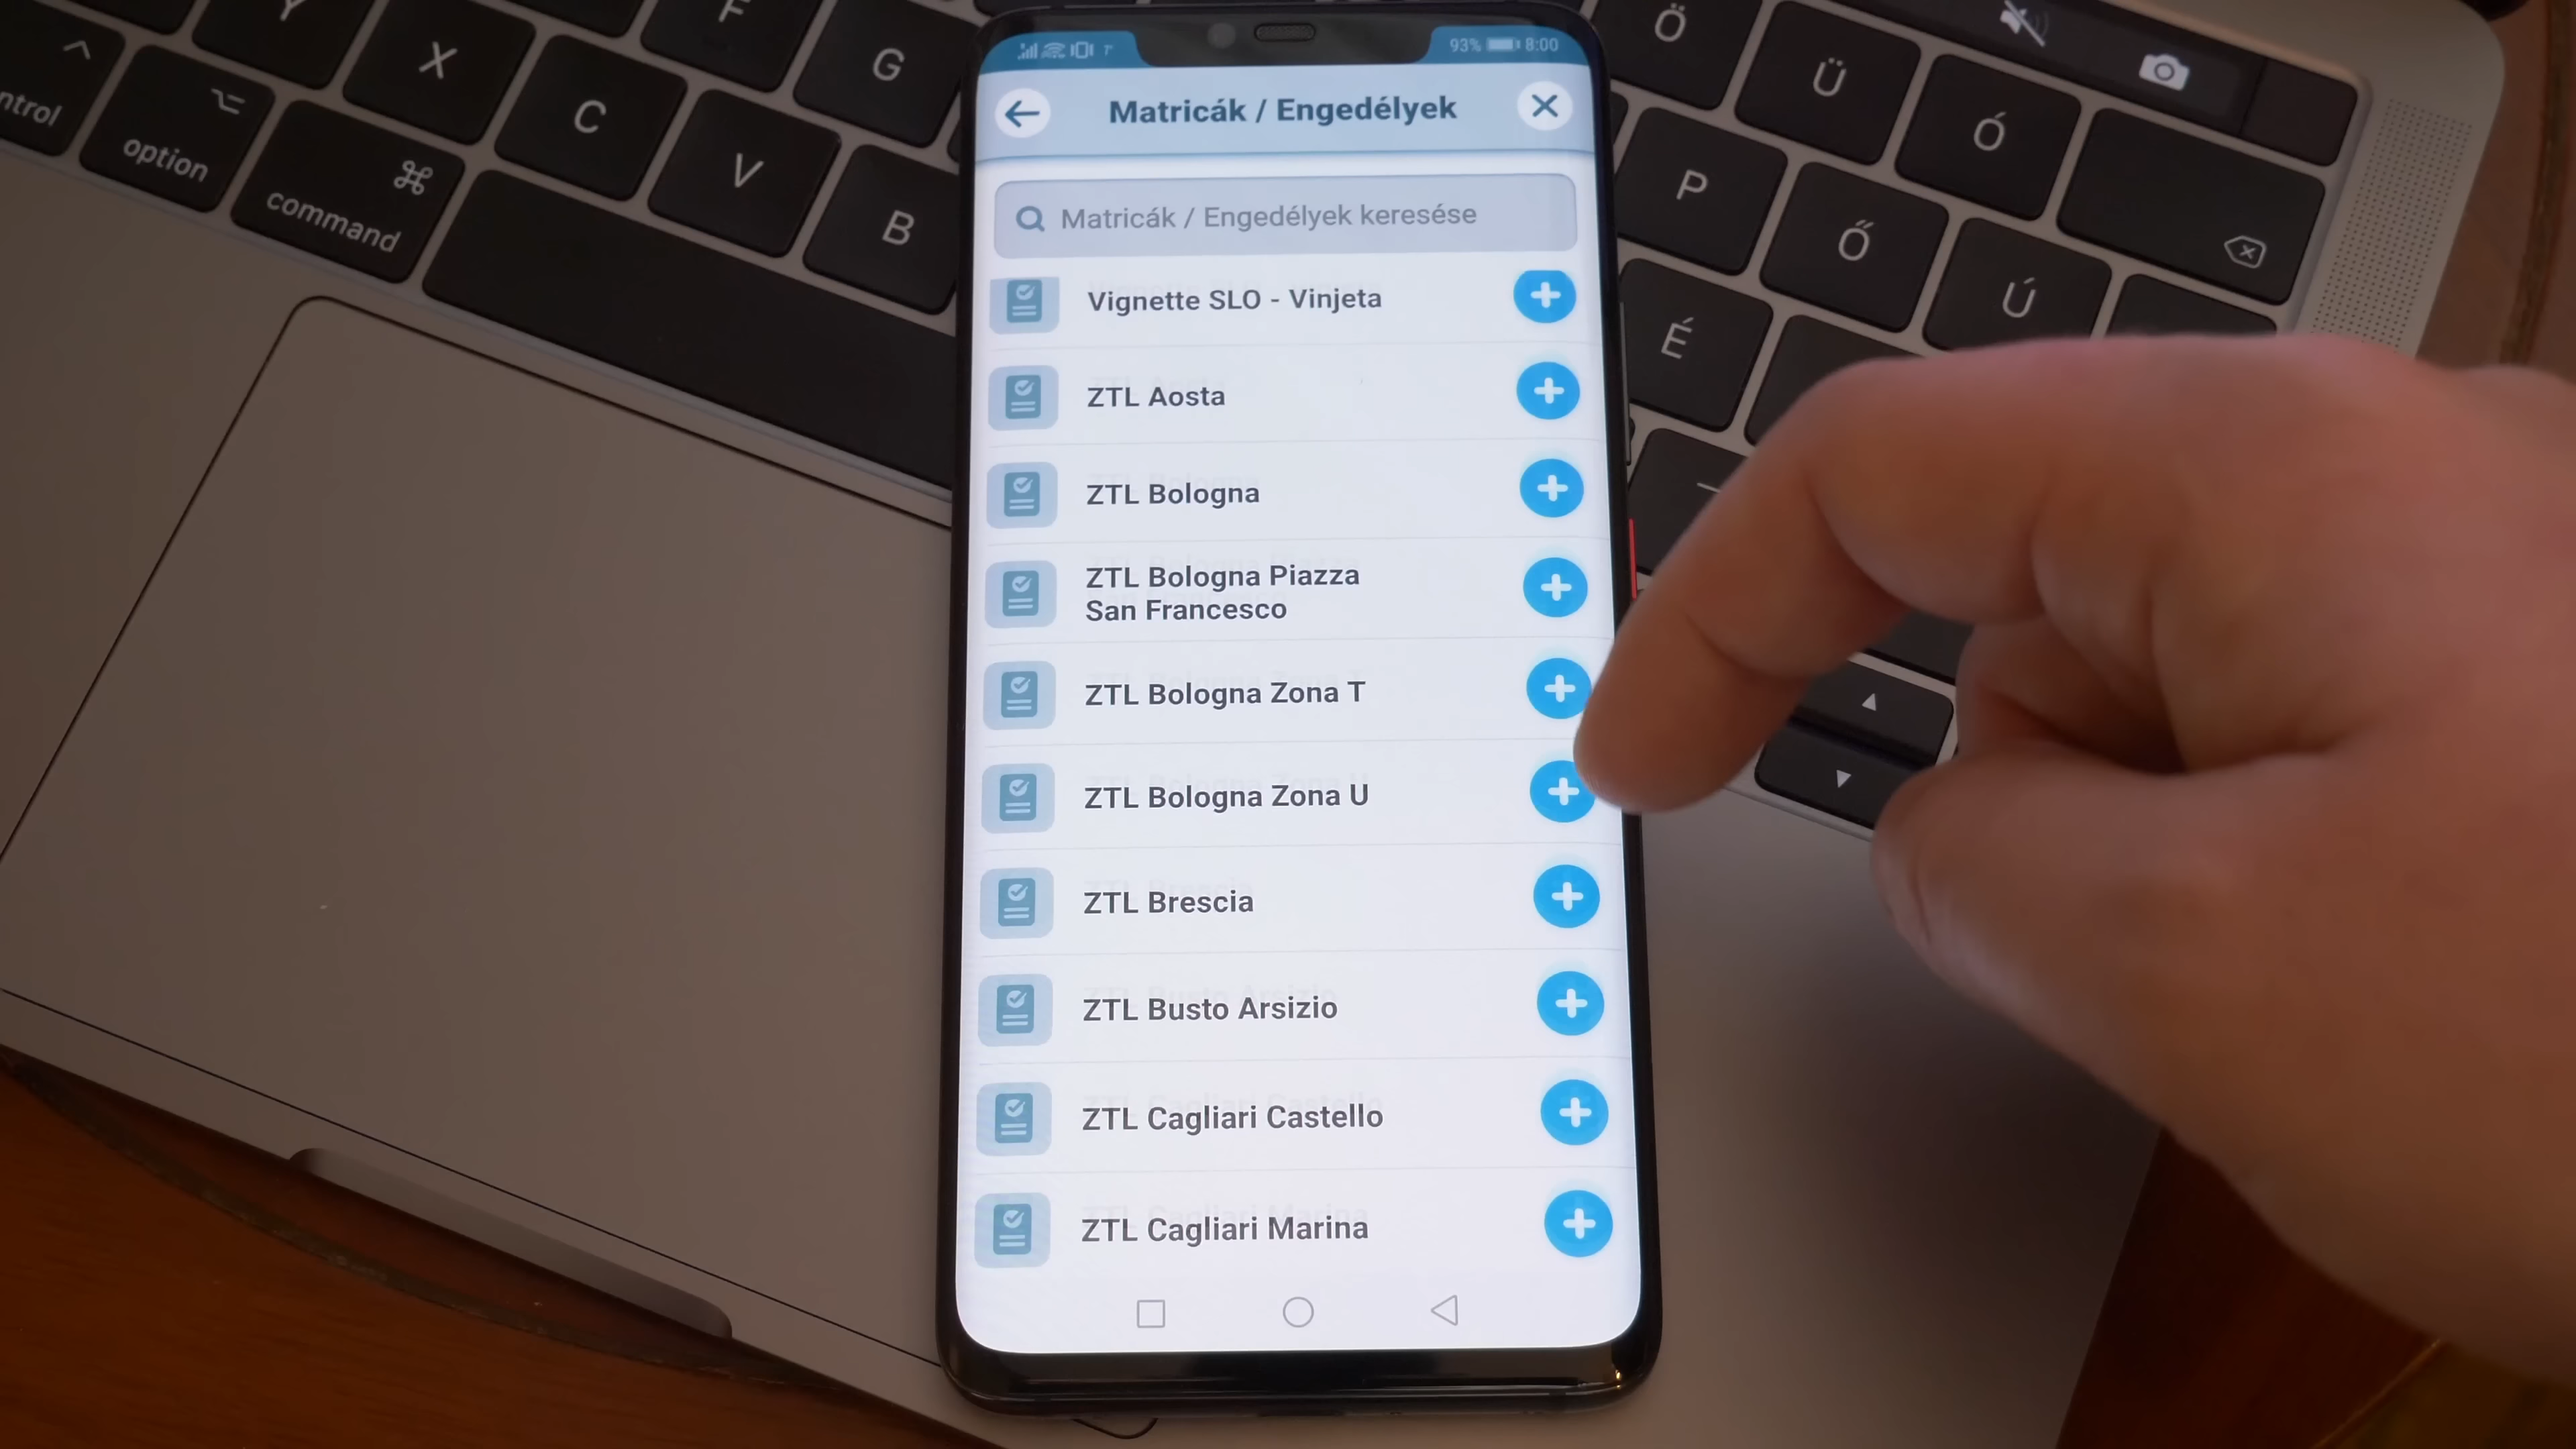 93% 8:00
Matricák / Engedélyek
Matricák / Engedélyek keresése
Vignette SLO - Vinjeta
ZTL Aosta
ZTL Bologna
ZTL Bologna Piazza
San Francesco
ZTL Bologna Zona T
ZTL Bologna Zona U
ZTL Brescia
ZTL Busto Arsizio
ZTL Cagliari Castello
ZTL Cagliari Marina
Y
X
C
V
B
F
G
ntrol
option
command
Ö
Ü
Ó
P
Ő
Ú
É